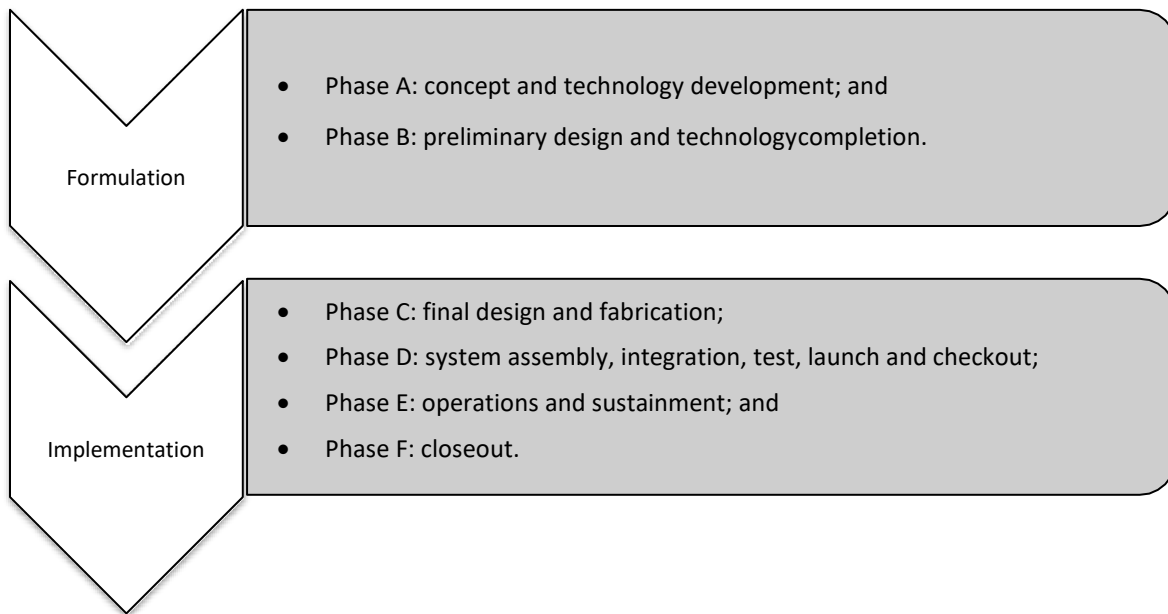 Formulation
• Phase A: concept and technology development; and
• Phase B: preliminary design and technologycompletion.
Implementation
• Phase C: final design and fabrication;
• Phase D: system assembly, integration, test, launch and checkout;
• Phase E: operations and sustainment; and
• Phase F: closeout.